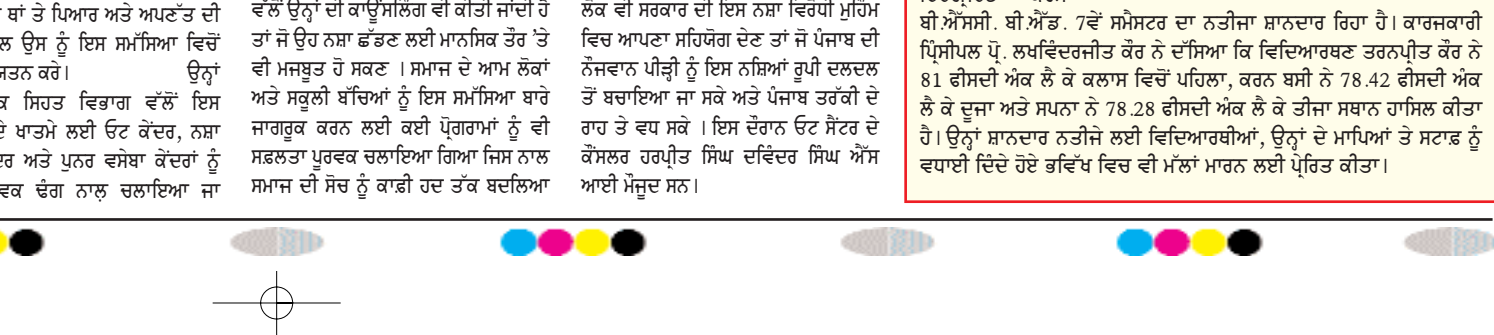 ਥਾਂ ਤੇ ਪਿਆਰ ਅਤੇ ਅਪਣੱਤ ਦੀ
ਉਸ ਨੂੰ ਇਸ ਸਮੱਸਿਆ ਵਿਚੋਂ
ਕਰੇ। ਉਨ੍ਹਾਂ
ਸਿਹਤ ਵਿਭਾਗ ਵੱਲੋਂ ਇਸ
ਖਾਤਮੇ ਲਈ ਓਟ ਕੇਂਦਰ, ਨਸ਼ਾ
ਅਤੇ ਪੁਨਰ ਵਸੇਬਾ ਕੇਂਦਰਾਂ ਨੂੰ
ਢੰਗ ਨਾਲ਼ ਚਲਾਇਆ ਜਾ
ਵੱਲੋਂ ਉਨ੍ਹਾਂ ਦੀ ਕਾਊਂਸਲਿੰਗ ਵੀ ਕੀਤੀ ਜਾਂਦੀ ਹੈ
ਤਾਂ ਜੋ ਉਹ ਨਸ਼ਾ ਛੱਡਣ ਲਈ ਮਾਨਸਿਕ ਤੌਰ 'ਤੇ
ਵੀ ਮਜਬੂਤ ਹੋ ਸਕਣ । ਸਮਾਜ ਦੇ ਆਮ ਲੋਕਾਂ
ਅਤੇ ਸਕੂਲੀ ਬੱਚਿਆਂ ਨੂੰ ਇਸ ਸਮੱਸਿਆ ਬਾਰੇ
ਜਾਗਰੂਕ ਕਰਨ ਲਈ ਕਈ ਪ੍ਰੋਗਰਾਮਾਂ ਨੂੰ ਵੀ
ਸਫ਼ਲਤਾ ਪੂਰਵਕ ਚਲਾਇਆ ਗਿਆ ਜਿਸ ਨਾਲ
ਸਮਾਜ ਦੀ ਸੋਚ ਨੂੰ ਕਾਫ਼ੀ ਹਦ ਤੱਕ ਬਦਲਿਆ
ਲੋਕ ਵੀ ਸਰਕਾਰ ਦੀ ਇਸ ਨਸ਼ਾ ਵਿਰੋਧੀ ਮੁਹਿੰਮ
ਵਿਚ ਆਪਣਾ ਸਹਿਯੋਗ ਦੇਣ ਤਾਂ ਜੋ ਪੰਜਾਬ ਦੀ
ਨੌਜਵਾਨ ਪੀੜ੍ਹੀ ਨੂੰ ਇਸ ਨਸ਼ਿਆਂ ਰੂਪੀ ਦਲਦਲ
ਤੋਂ ਬਚਾਇਆ ਜਾ ਸਕੇ ਅਤੇ ਪੰਜਾਬ ਤਰੱਕੀ ਦੇ
ਰਾਹ ਤੇ ਵਧ ਸਕੇ । ਇਸ ਦੌਰਾਨ ਓਟ ਸੈਂਟਰ ਦੇ
ਕੌਂਸਲਰ ਹਰਪ੍ਰੀਤ ਸਿੰਘ ਦਵਿੰਦਰ ਸਿੰਘ ਐੱਸ
ਆਈ ਮੌਜੂਦ ਸਨ।
ਬੀ.ਐੱਸਸੀ. ਬੀ.ਐੱਡ. 7ਵੇਂ ਸਮੈਸਟਰ ਦਾ ਨਤੀਜਾ ਸ਼ਾਨਦਾਰ ਰਿਹਾ ਹੈ। ਕਾਰਜਕਾਰੀ
ਪ੍ਰਿੰਸੀਪਲ ਪ੍ਰੋ. ਲਖਵਿੰਦਰਜੀਤ ਕੌਰ ਨੇ ਦੱਸਿਆ ਕਿ ਵਿਦਿਆਰਥਣ ਤਰਨਪ੍ਰੀਤ ਕੌਰ ਨੇ
81 ਫੀਸਦੀ ਅੰਕ ਲੈ ਕੇ ਕਲਾਸ ਵਿਚੋਂ ਪਹਿਲਾ, ਕਰਨ ਬਸੀ ਨੇ 78.42 ਫੀਸਦੀ ਅੰਕ
ਲੈ ਕੇ ਦੂਜਾ ਅਤੇ ਸਪਨਾ ਨੇ 78.28 ਫੀਸਦੀ ਅੰਕ ਲੈ ਕੇ ਤੀਜਾ ਸਥਾਨ ਹਾਸਿਲ ਕੀਤਾ
ਹੈ। ਉਨ੍ਹਾਂ ਸ਼ਾਨਦਾਰ ਨਤੀਜੇ ਲਈ ਵਿਦਿਆਰਥੀਆਂ, ਉਨ੍ਹਾਂ ਦੇ ਮਾਪਿਆਂ ਤੇ ਸਟਾਫ਼ ਨੂੰ
ਵਧਾਈ ਦਿੰਦੇ ਹੋਏ ਭਵਿੱਖ ਵਿਚ ਵੀ ਮੱਲਾਂ ਮਾਰਨ ਲਈ ਪ੍ਰੇਰਿਤ ਕੀਤਾ।